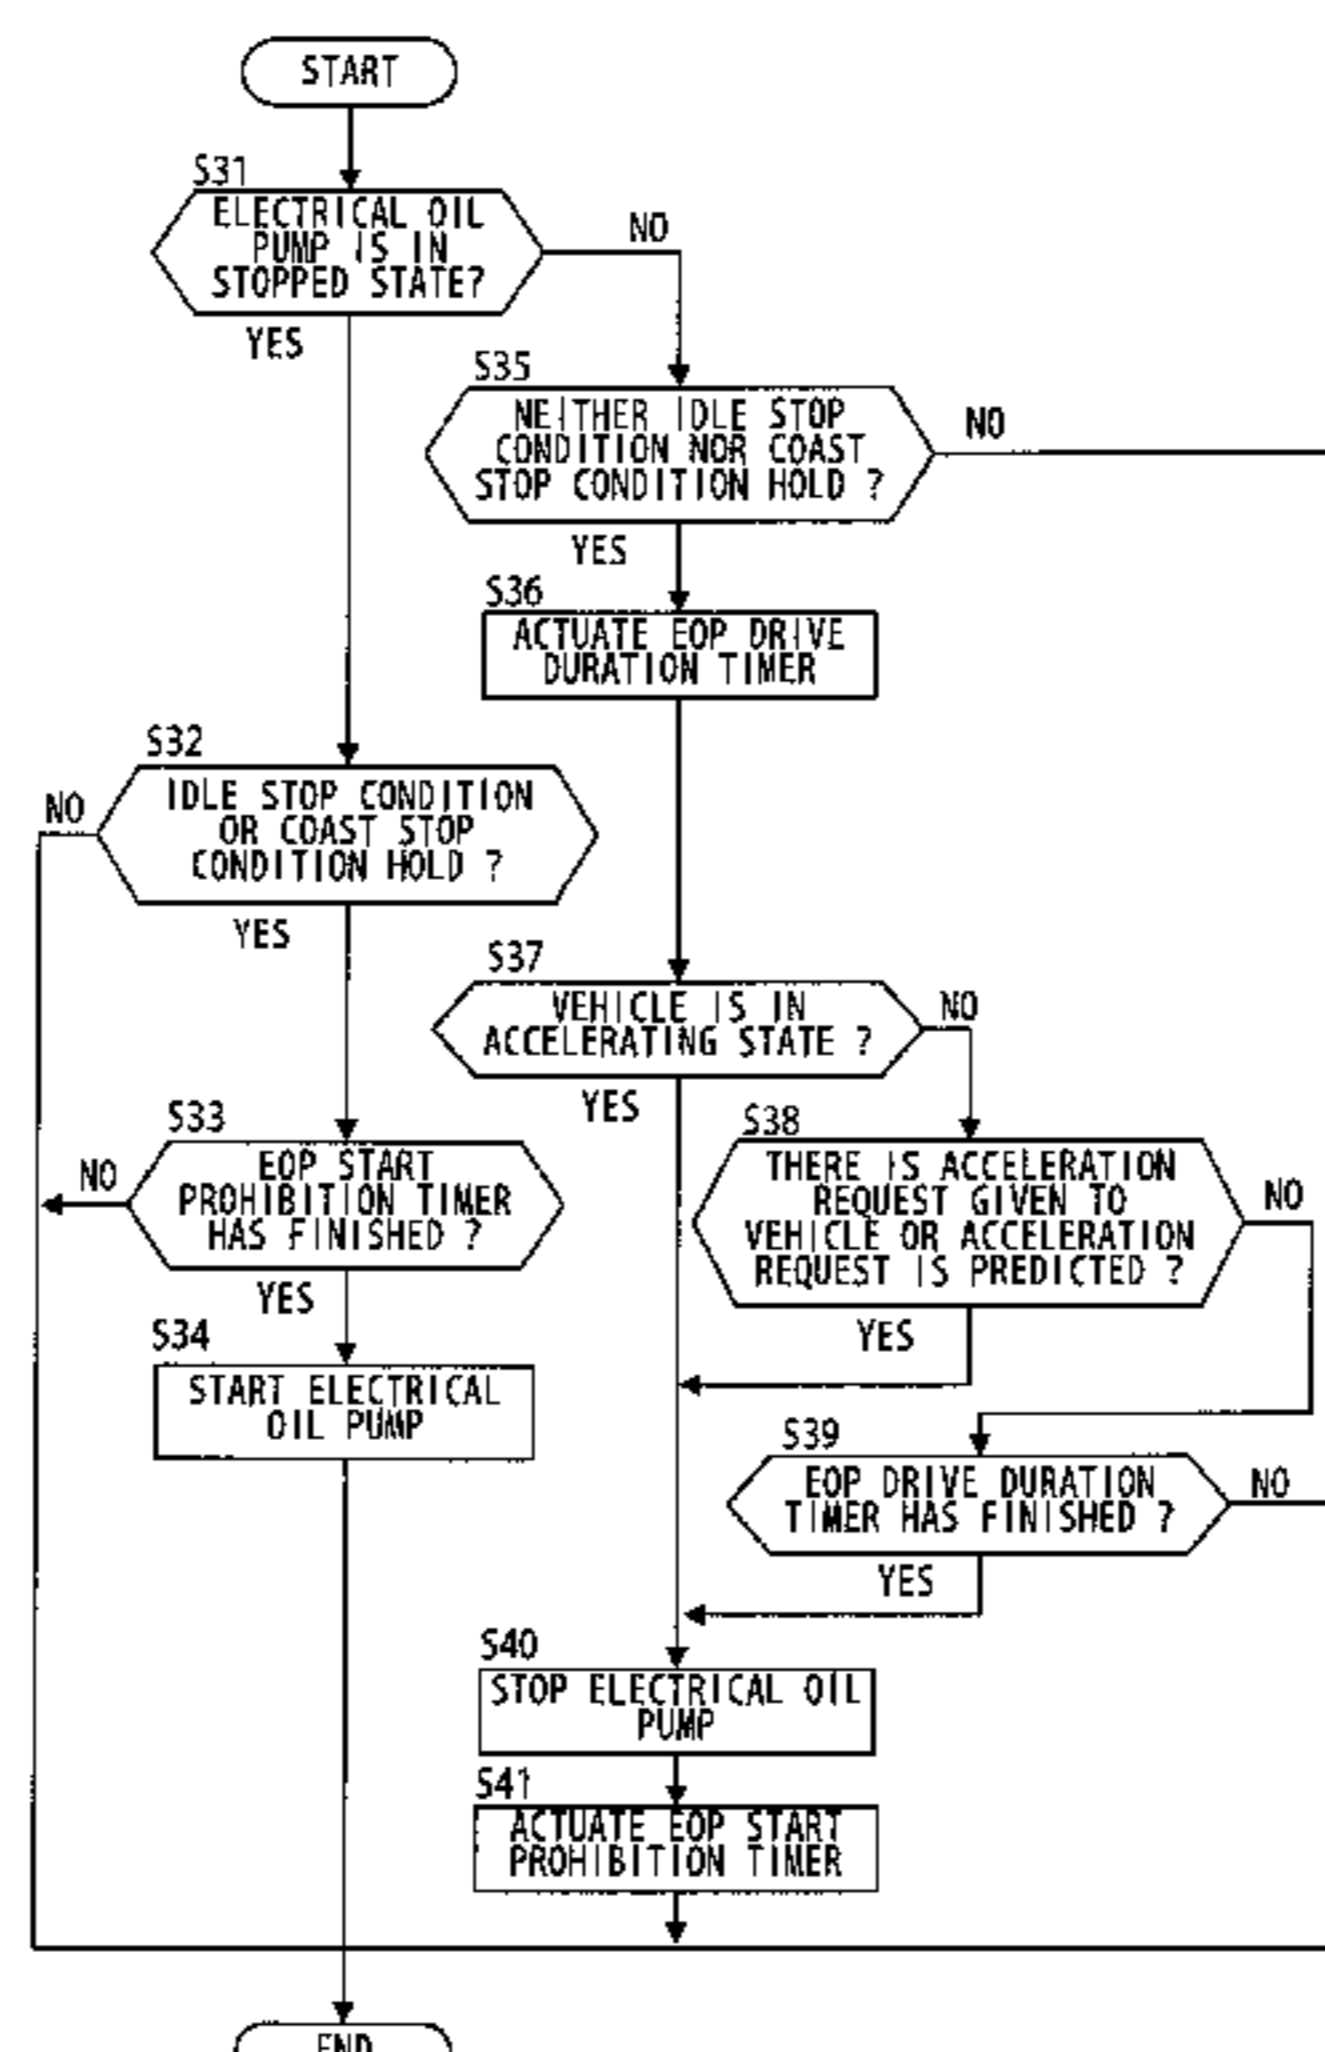 START
S31
ELECTRICAL OIL
PUMP IS IN
STOPPED STATE?
NO
YES
S35
NEITHER IDLE STOP
CONDITION NOR COAST
STOP CONDITION HOLD ?
NO
YES
S36
ACTUATE EOP DRIVE
DURATION TIMER
S32
IDLE STOP CONDITION
OR COAST STOP
CONDITION HOLD ?
NO
YES
S37
VEHICLE IS IN
ACCELERATING STATE ?
NO
YES
S33
EOP START
PROHIBITION TIMER
HAS FINISHED ?
NO
YES
S38
THERE IS ACCELERATION
REQUEST GIVEN TO
VEHICLE OR ACCELERATION
REQUEST IS PREDICTED ?
NO
YES
S34
START ELECTRICAL
OIL PUMP
S39
EOP DRIVE DURATION
TIMER HAS FINISHED ?
NO
YES
S40
STOP ELECTRICAL OIL
PUMP
S41
ACTUATE EOP START
PROHIBITION TIMER
END